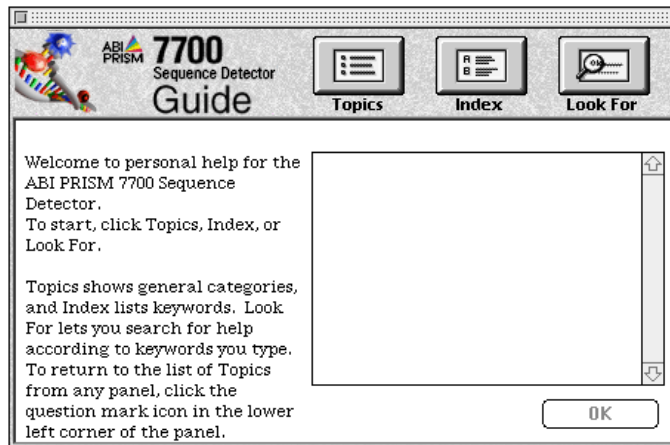 ABI
PRISM
7700
Sequence Detector
Guide
Topics
A
B
Index
Ok
Look For
Welcome to personal help for the
ABI PRISM 7700 Sequence
Detector.
To start, click Topics, Index, or
Look For.
Topics shows general categories,
and Index lists keywords. Look
For lets you search for help
according to keywords you type.
To return to the list of Topics
from any panel, click the
question mark icon in the lower
left corner of the panel.
OK